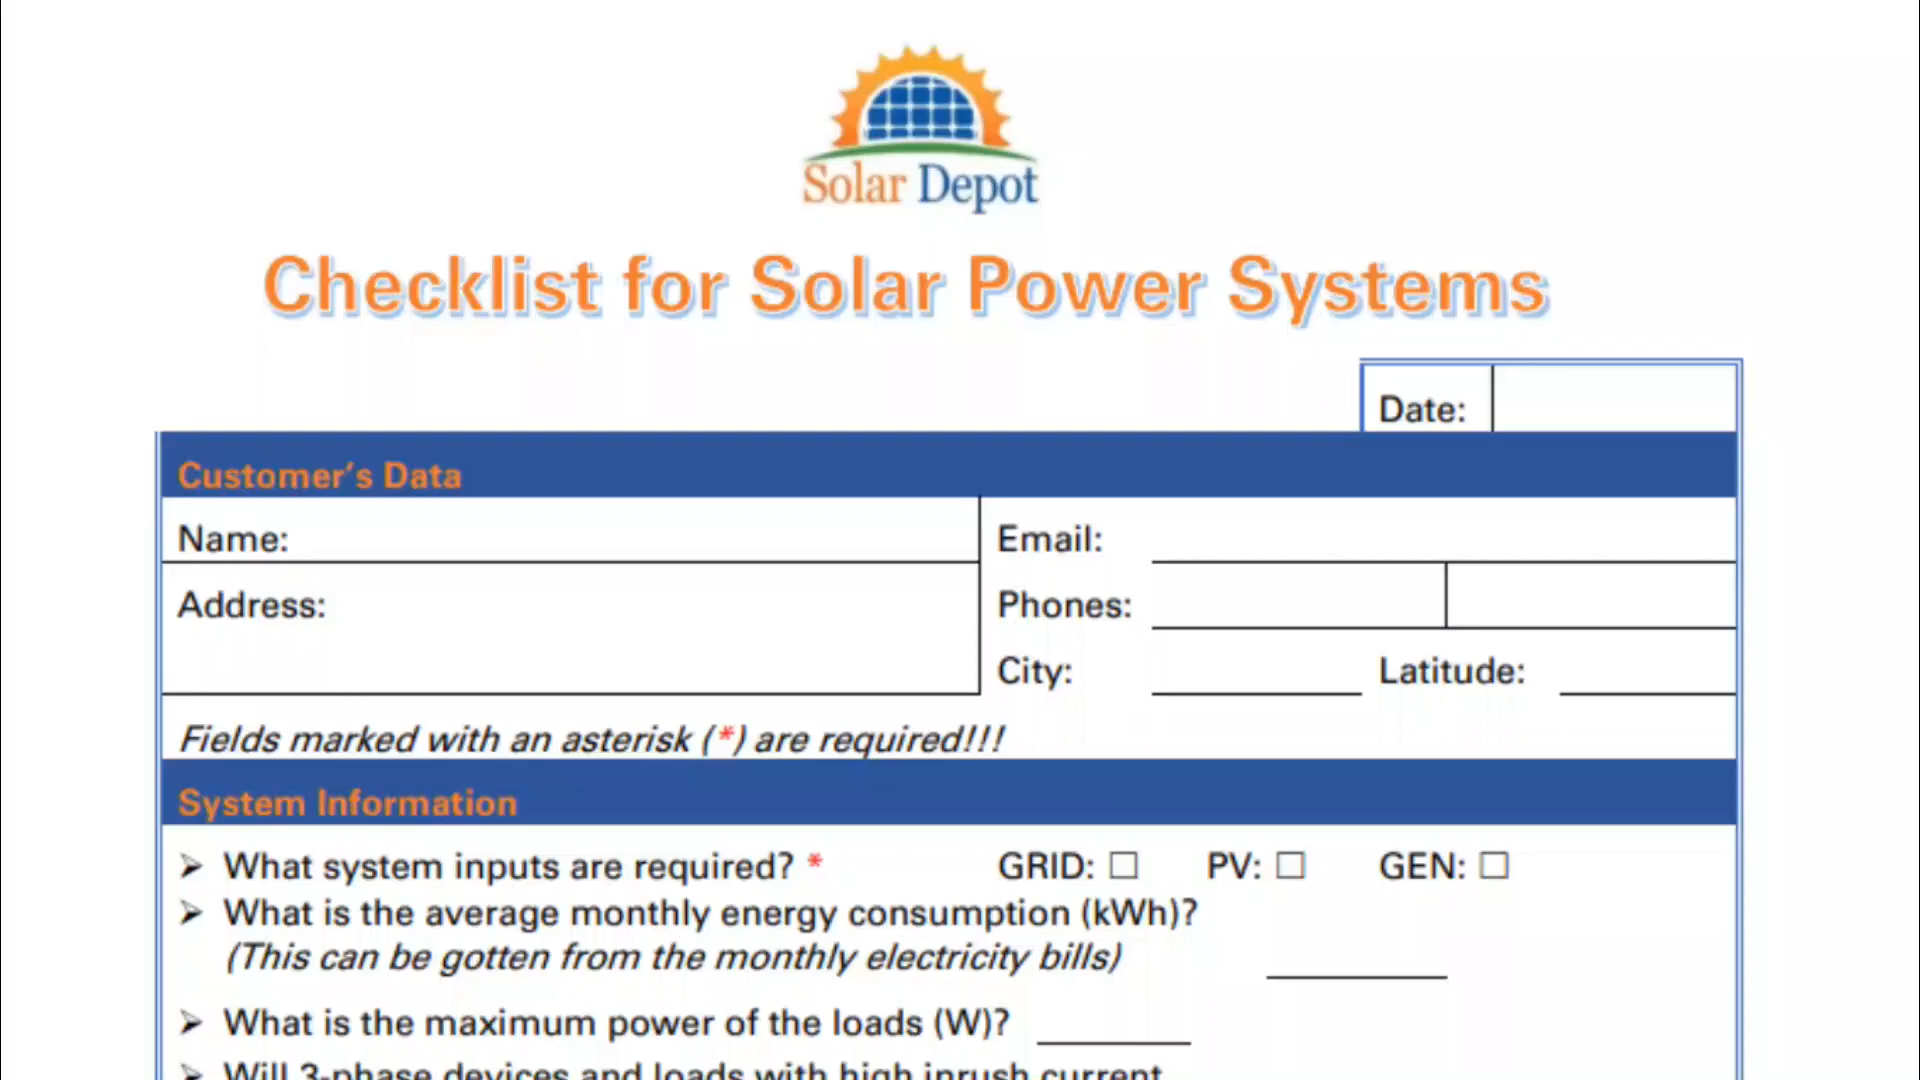 Solar Depot
Checklist for Solar Power Systems
Date:
Customer's Data
Name:
Email:
Address:
Phones:
City:
Latitude:
Fields marked with an asterisk (*) are required!!!
System Information
➢ What system inputs are required? * GRID: ☐ PV: ☐ GEN: ☐
➢ What is the average monthly energy consumption (kWh)?
(This can be gotten from the monthly electricity bills)
➢ What is the maximum power of the loads (W)?
➢ Will 3-phase devices and loads with high inrush current